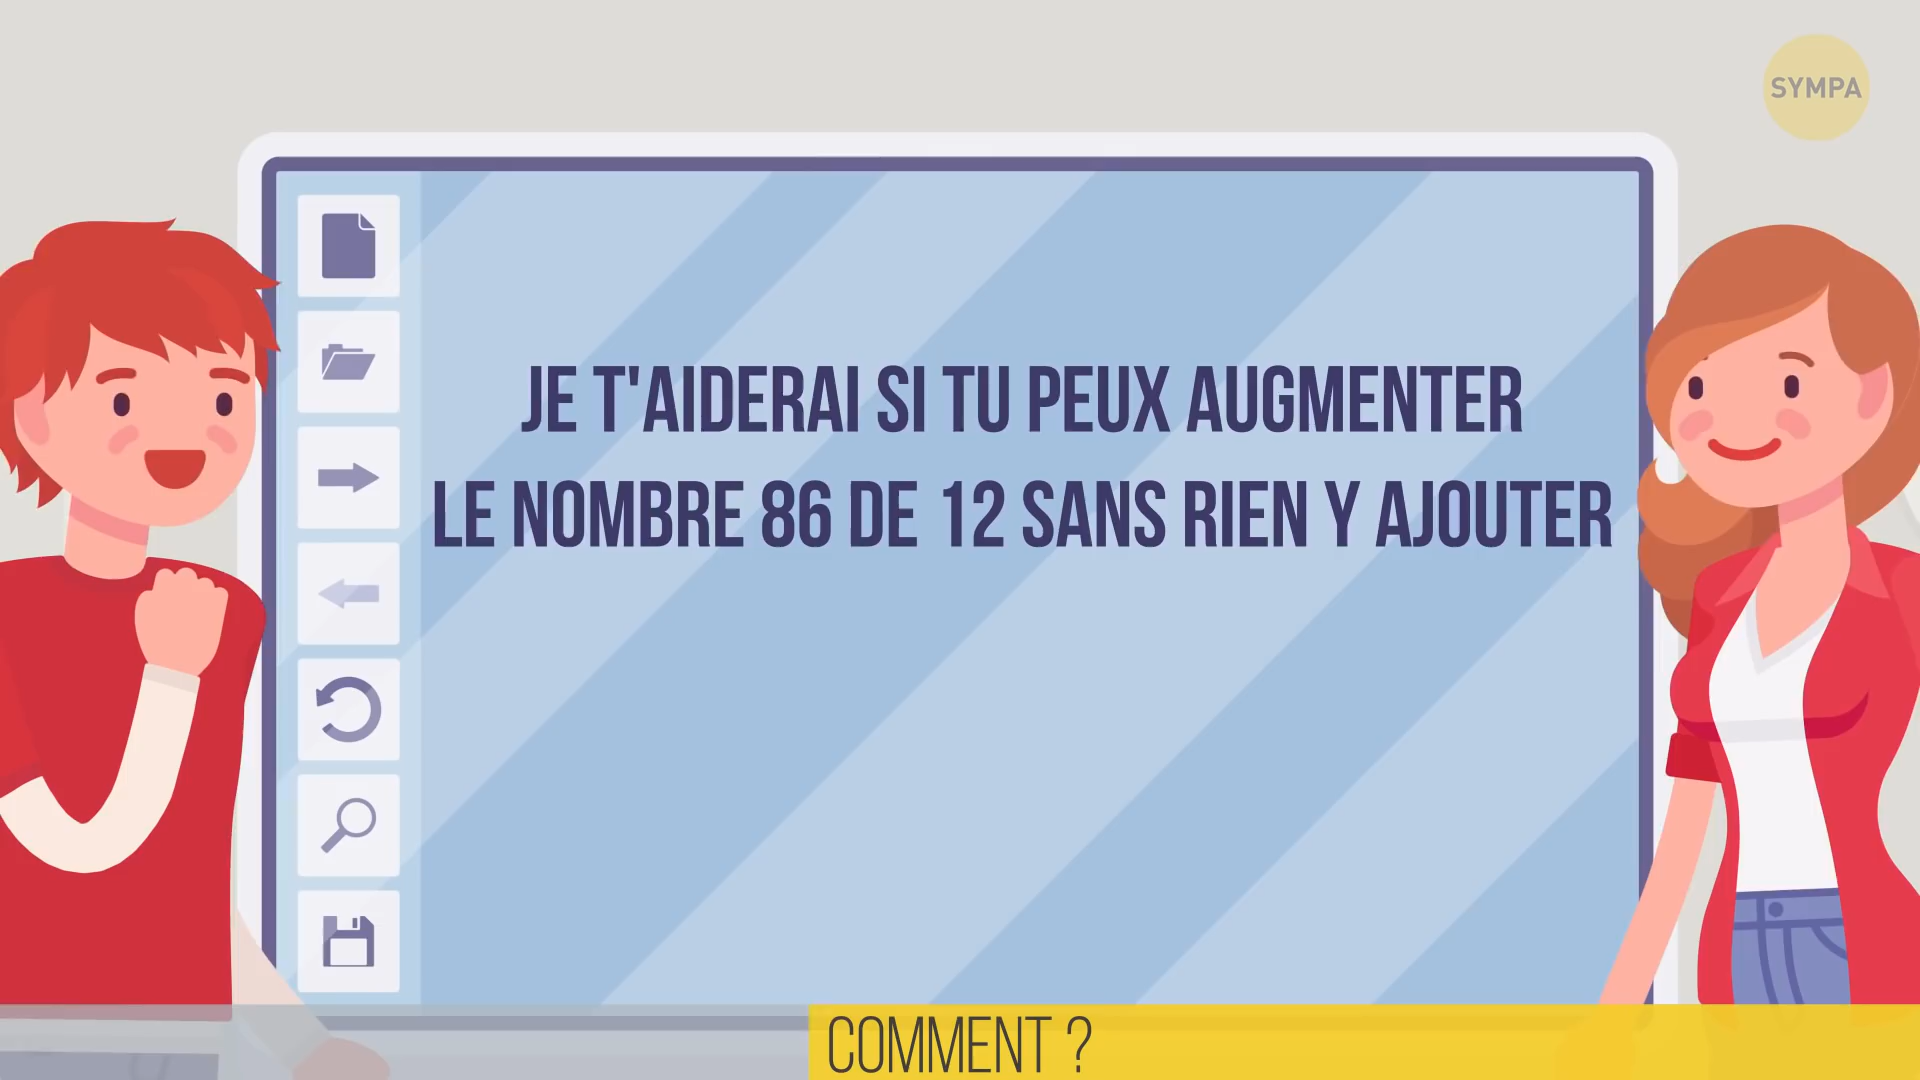 SYMPA
JE T'AIDERAI SI TU PEUX AUGMENTER
LE NOMBRE 86 DE 12 SANS RIEN Y AJOUTER
COMMENT ?